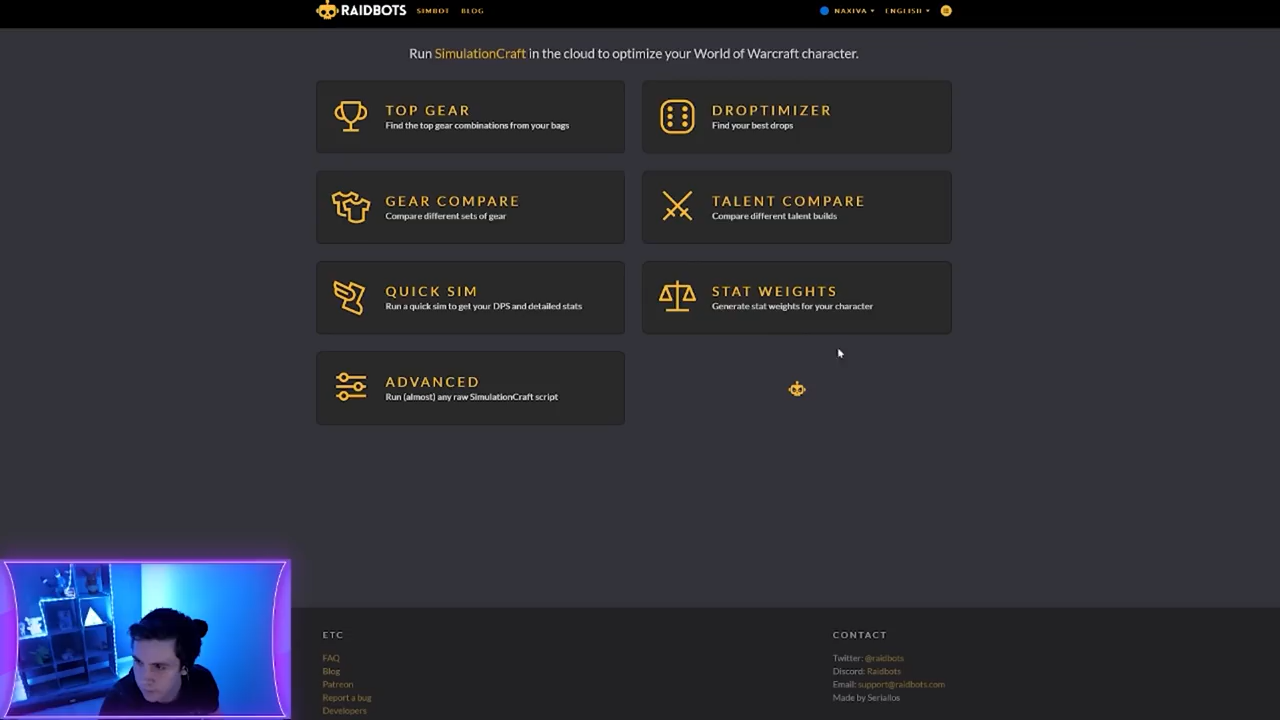 RAIDBOTS SIMBOT BLOG NAXIVA ENGLISH
Run SimulationCraft in the cloud to optimize your World of Warcraft character.
TOP GEAR
Find the top gear combinations from your bags
DROPTIMIZER
Find your best drops
GEAR COMPARE
Compare different sets of gear
TALENT COMPARE
Compare different talent builds
QUICK SIM
Run a quick sim to get your DPS and detailed stats
STAT WEIGHTS
Generate stat weights for your character
ADVANCED
Run (almost) any raw SimulationCraft script
ETC
FAQ
Blog
Patreon
Report a bug
Developers
CONTACT
Twitter: @raidbots
Discord: Raidbots
Email: support@raidbots.com
Made by Seriallos